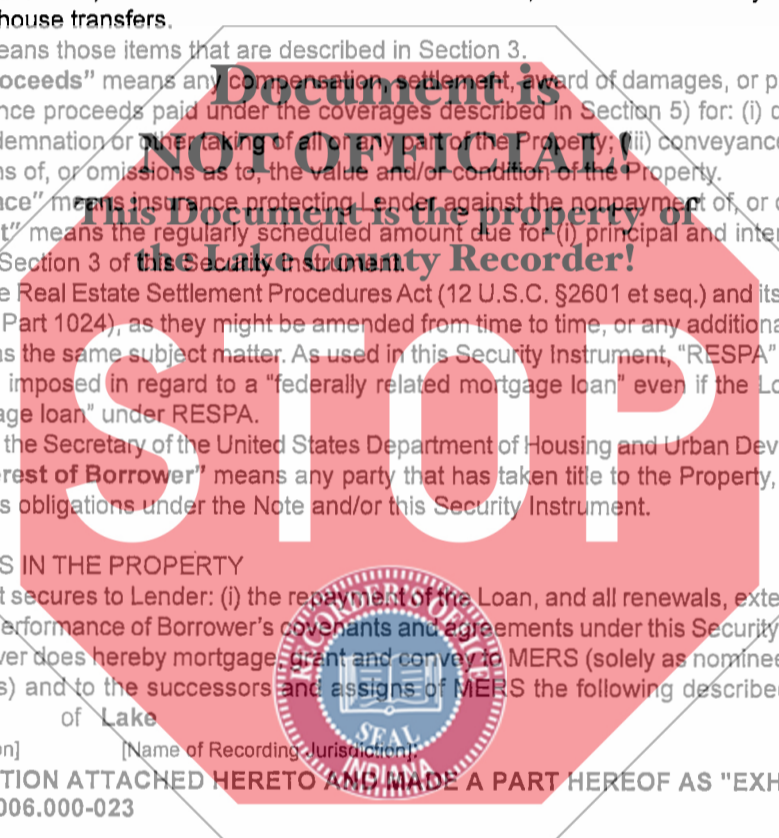 house transfers.
eans those items that are described in Section 3.
oceeds" means any compensation, settlement, award of damages, or p
Document is
nce proceeds paid under the coverages described in Section 5) for: (i) d
demnation or other taking of all or any part of the Property; (iii) conveyance
NOT OFFICIAL!
ns of, or omissions as to, the value and/or condition of the Property.
nce" means insurance protecting Lender against the nonpayment of, or d
This Document is the property of
t" means the regularly scheduled amount due for (i) principal and inter
Section 3 of this Security Instrument.
the Lake County Recorder!
e Real Estate Settlement Procedures Act (12 U.S.C. §2601 et seq.) and its
Part 1024), as they might be amended from time to time, or any additiona
ns the same subject matter. As used in this Security Instrument, "RESPA"
imposed in regard to a "federally related mortgage loan" even if the Lo
age loan" under RESPA.
STOP
the Secretary of the United States Department of Housing and Urban Dev
rest of Borrower" means any party that has taken title to the Property,
s obligations under the Note and/or this Security Instrument.
S IN THE PROPERTY
t secures to Lender: (i) the repayment of the Loan, and all renewals, exte
erformance of Borrower's covenants and agreements under this Security
ver does hereby mortgage, grant and convey to MERS (solely as nominee
s) and to the successors and assigns of MERS the following describe
of Lake
on] [Name of Recording Jurisdiction]:
RECORDER'S OFFICE
SEAL
INDIANA
TION ATTACHED HERETO AND MADE A PART HEREOF AS "EXH
006.000-023